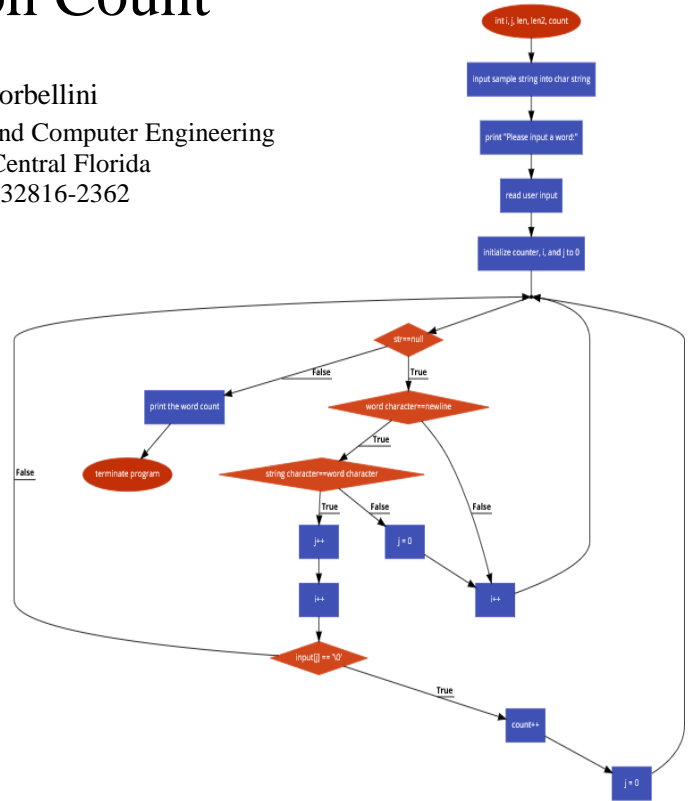 on Count
orbellini
nd Computer Engineering
Central Florida
32816-2362
int i, j, len, len2, count
input sample string into char string
print "Please input a word:"
read user input
initialize counter, i, and j to 0
str==null
False
True
print the word count
word character==newline
True
terminate program
string character==word character
False
True
False
False
j++
j = 0
i++
i++
input[j] == '\0'
True
count++
j = 0